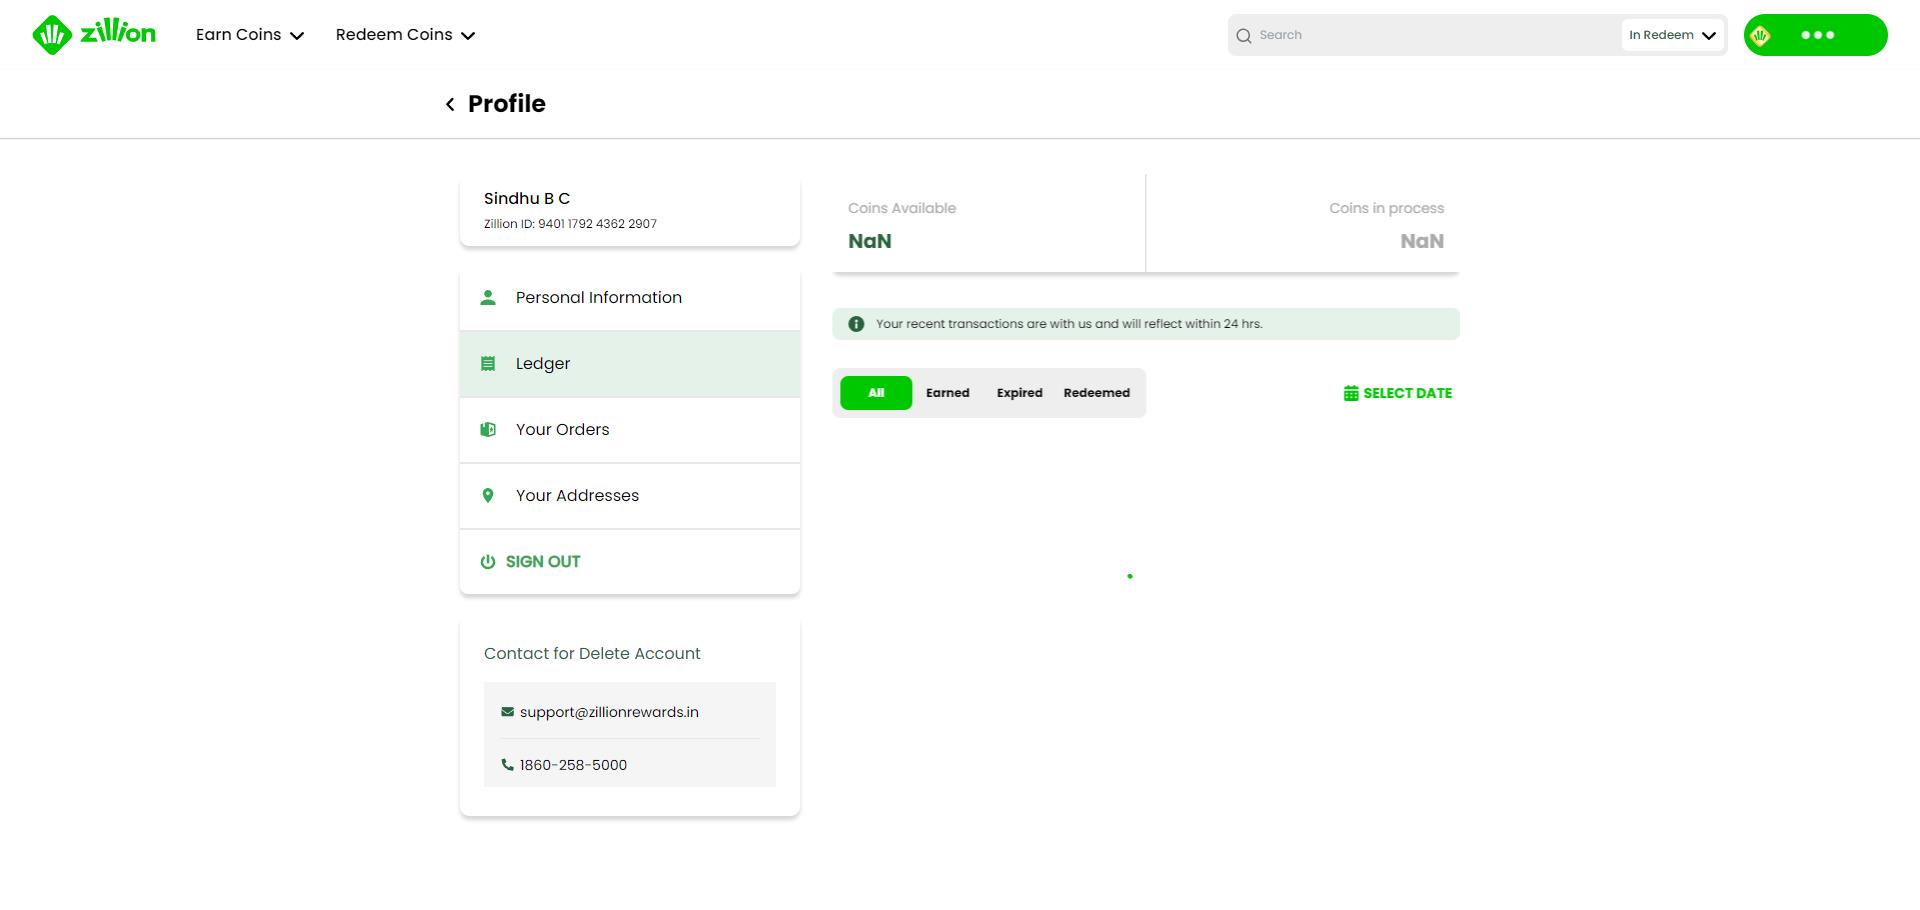 zillion
Earn Coins
Redeem Coins
Search
In Redeem
Profile
Sindhu B C
Zillion ID: 9401 1792 4362 2907
Personal Information
Ledger
Your Orders
Your Addresses
SIGN OUT
Contact for Delete Account
support@zillionrewards.in
1860-258-5000
Coins Available
NaN
Coins in process
NaN
Your recent transactions are with us and will reflect within 24 hrs.
All
Earned
Expired
Redeemed
SELECT DATE